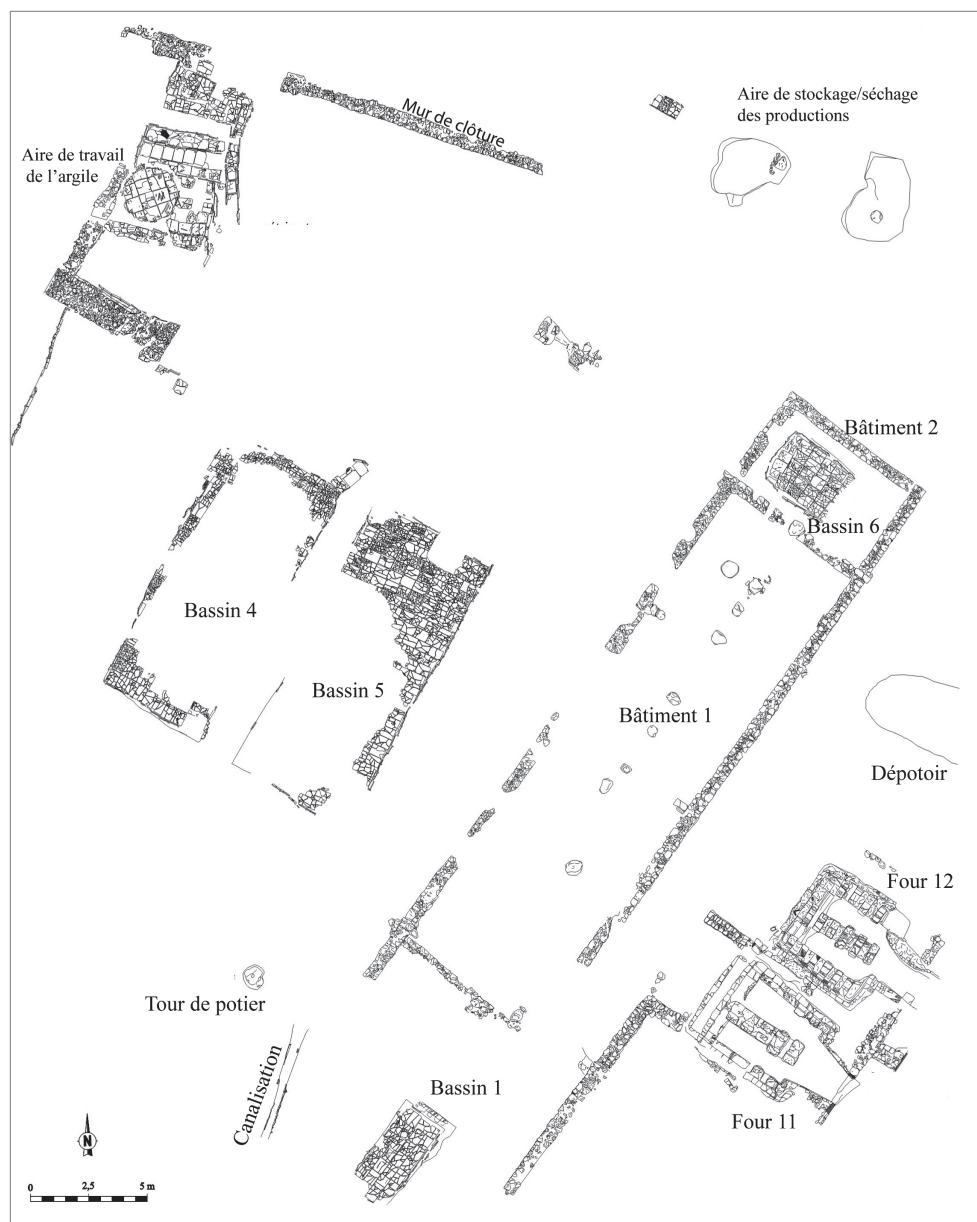 Mur de clôture
Aire de stockage/séchage
des productions
Aire de travail
de l’argile
Bâtiment 2
Bassin 6
Bassin 4
Bassin 5
Bâtiment 1
Dépotoir
Four 12
Tour de potier
Canalisation
Bassin 1
Four 11
N
0 2,5 5 m